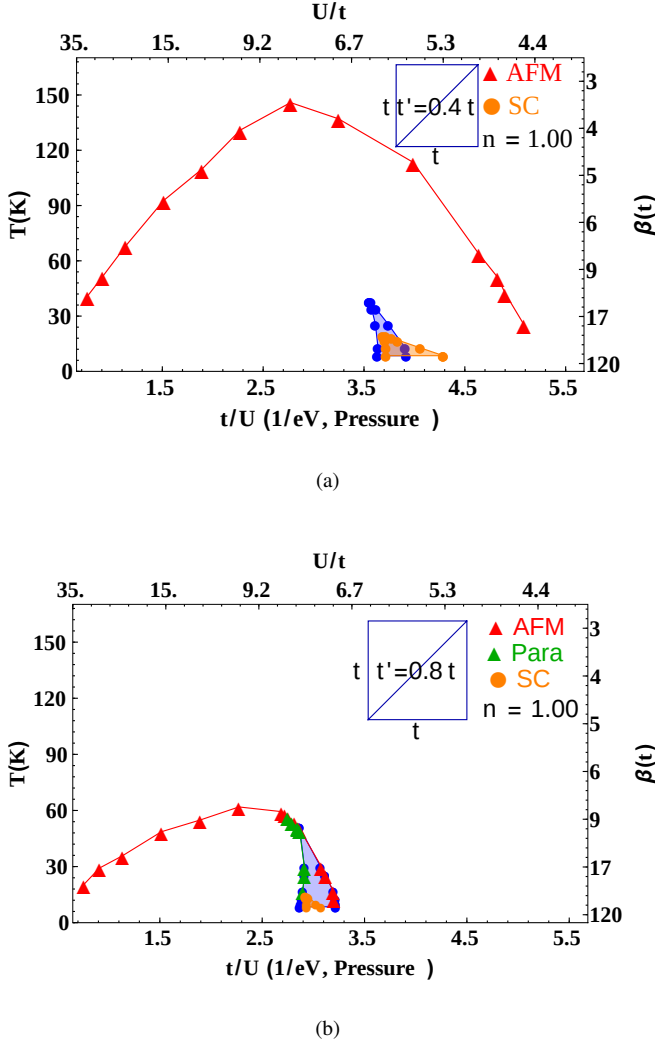 U/t
35. 15. 9.2 6.7 5.3 4.4
150
120
90
60
30
0
T(K)
3
4
5
6
9
17
120
β(t)
t t'=0.4 t
t
AFM
SC
n = 1.00
1.5 2.5 3.5 4.5 5.5
t/U (1/eV, Pressure )
(a)
U/t
35. 15. 9.2 6.7 5.3 4.4
150
120
90
60
30
0
T(K)
3
4
5
6
9
17
120
β(t)
t t'=0.8 t
t
AFM
Para
SC
n = 1.00
1.5 2.5 3.5 4.5 5.5
t/U (1/eV, Pressure )
(b)